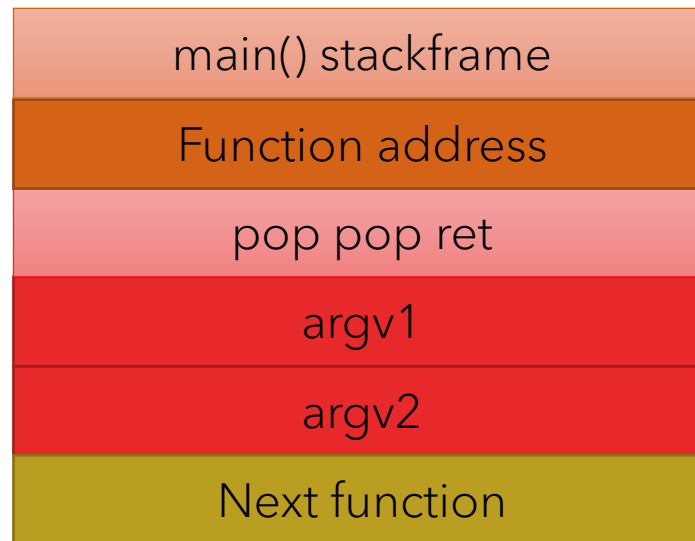 main() stackframe
Function address
pop pop ret
argv1
argv2
Next function